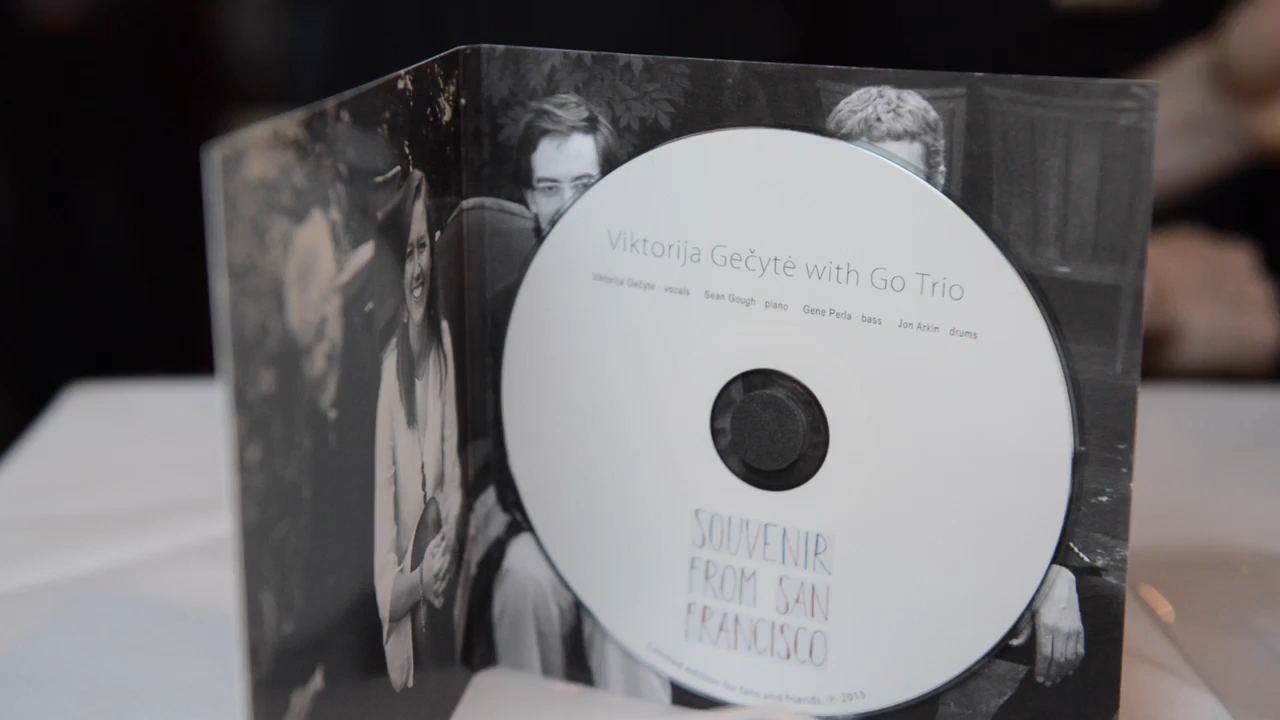 Viktorija Gečytė with Go Trio
Viktorija Gečytė · vocals Sean Gough · piano Gene Perla · bass Jon Arkin · drums
SOUVENIR
FROM SAN
FRANCISCO
Limited edition for fans and friends, ℗ 2013